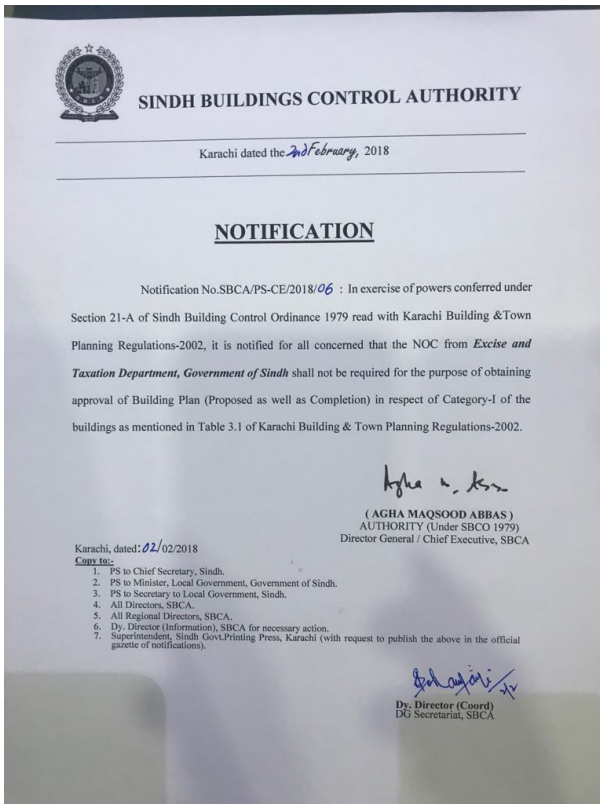 SINDH BUILDINGS CONTROL AUTHORITY
Karachi dated the 2nd February, 2018
NOTIFICATION
Notification No.SBCA/PS-CE/2018/06 : In exercise of powers conferred under
Section 21-A of Sindh Building Control Ordinance 1979 read with Karachi Building &Town
Planning Regulations-2002, it is notified for all concerned that the NOC from Excise and
Taxation Department, Government of Sindh shall not be required for the purpose of obtaining
approval of Building Plan (Proposed as well as Completion) in respect of Category-I of the
buildings as mentioned in Table 3.1 of Karachi Building & Town Planning Regulations-2002.
( AGHA MAQSOOD ABBAS )
AUTHORITY (Under SBCO 1979)
Director General / Chief Executive, SBCA
Karachi, dated:02/02/2018
Copy to:-
1. PS to Chief Secretary, Sindh.
2. PS to Minister, Local Government, Government of Sindh.
3. PS to Secretary to Local Government, Sindh.
4. All Directors, SBCA.
5. All Regional Directors, SBCA.
6. Dy. Director (Information), SBCA for necessary action.
7. Superintendent, Sindh Govt.Printing Press, Karachi (with request to publish the above in the official
gazette of notifications).
2/2
Dy. Director (Coord)
DG Secretariat, SBCA